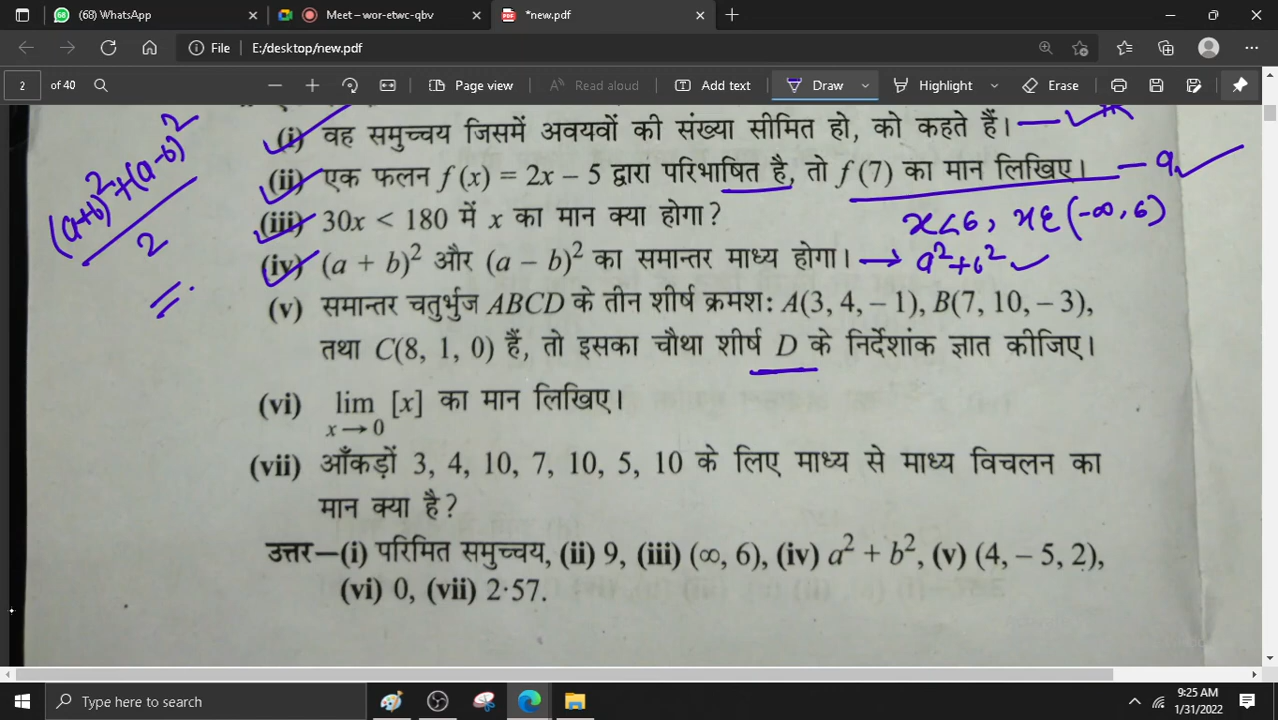 (68) WhatsApp
Meet – wor-etwc-qbv
*new.pdf
File
E:/desktop/new.pdf
2 of 40
Page view
Read aloud
Add text
Draw
Highlight
Erase
(i) वह समुच्चय जिसमें अवयवों की संख्या सीमित हो, को कहते हैं। —
(ii) एक फलन f (x) = 2x – 5 द्वारा परिभाषित है, तो f (7) का मान लिखिए। — 9
(iii) 30x < 180 में x का मान क्या होगा?
x<6, x∈ (-∞, 6)
(iv) (a + b)² और (a – b)² का समान्तर माध्य होगा। → a²+b²
(a+b)²+(a-b)²
2
=
(v) समान्तर चतुर्भुज ABCD के तीन शीर्ष क्रमश: A(3, 4, – 1), B(7, 10, – 3),
तथा C(8, 1, 0) हैं, तो इसका चौथा शीर्ष D के निर्देशांक ज्ञात कीजिए।
(vi) lim [x] का मान लिखिए।
x → 0
(vii) आँकड़ों 3, 4, 10, 7, 10, 5, 10 के लिए माध्य से माध्य विचलन का
मान क्या है?
उत्तर—(i) परिमित समुच्चय, (ii) 9, (iii) (∞, 6), (iv) a² + b², (v) (4, – 5, 2),
(vi) 0, (vii) 2·57.
Type here to search
9:25 AM
1/31/2022